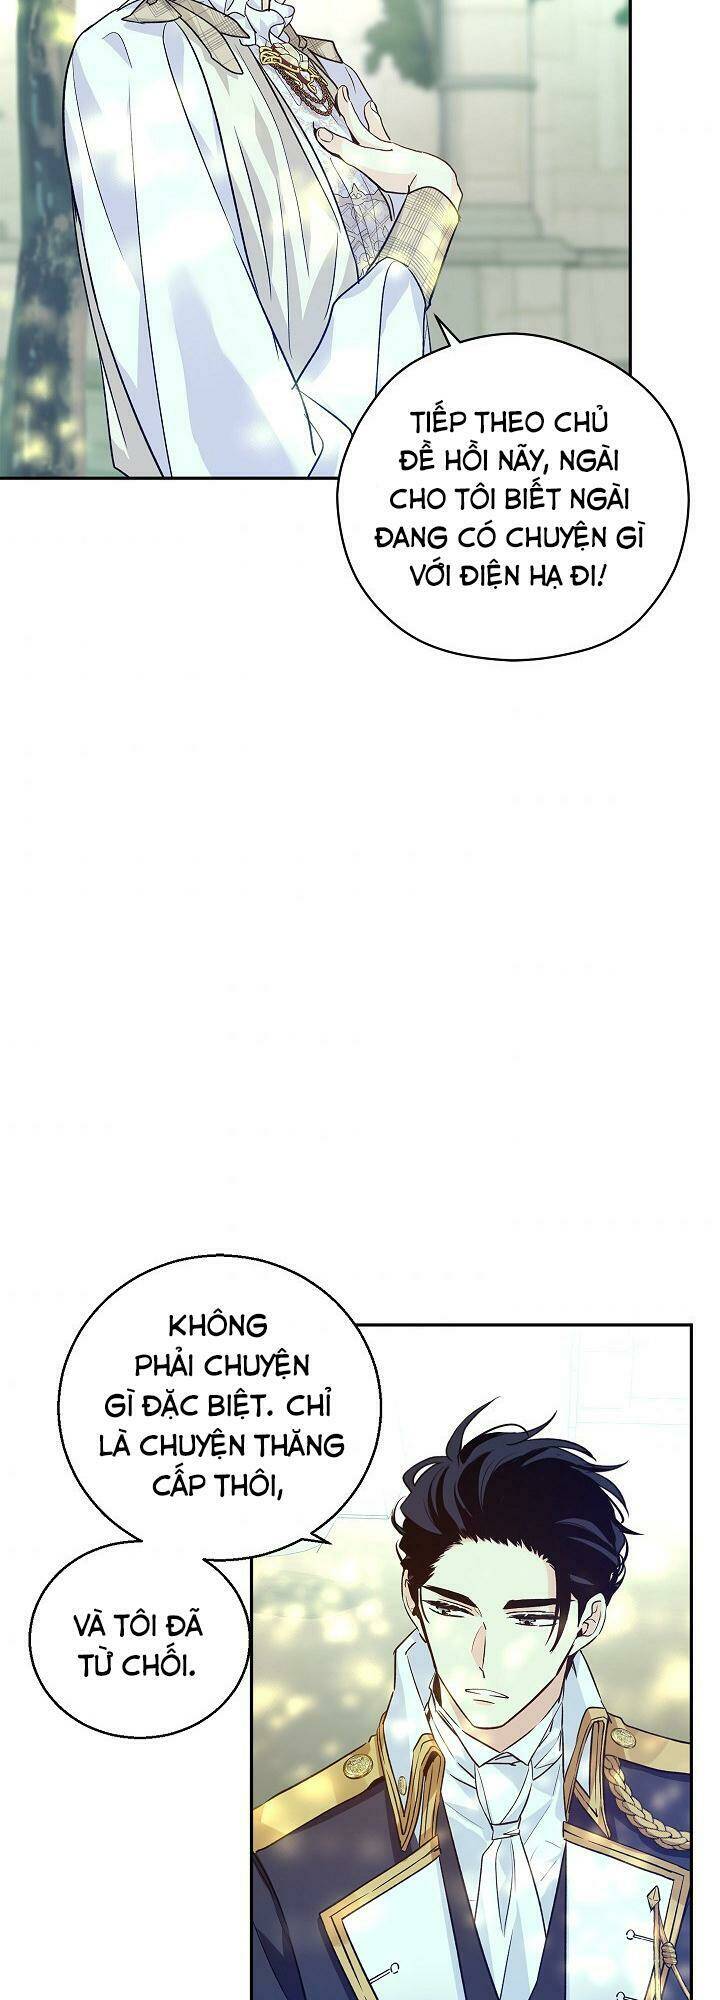 TIẾP THEO CHỦ
ĐỀ HỒI NÃY, NGÀI
CHO TÔI BIẾT NGÀI
ĐANG CÓ CHUYỆN GÌ
VỚI ĐIỆN HẠ ĐI!
KHÔNG
PHẢI CHUYỆN
GÌ ĐẶC BIỆT. CHỈ
LÀ CHUYỆN THĂNG
CẤP THÔI,
VÀ TÔI ĐÃ
TỪ CHỐI.